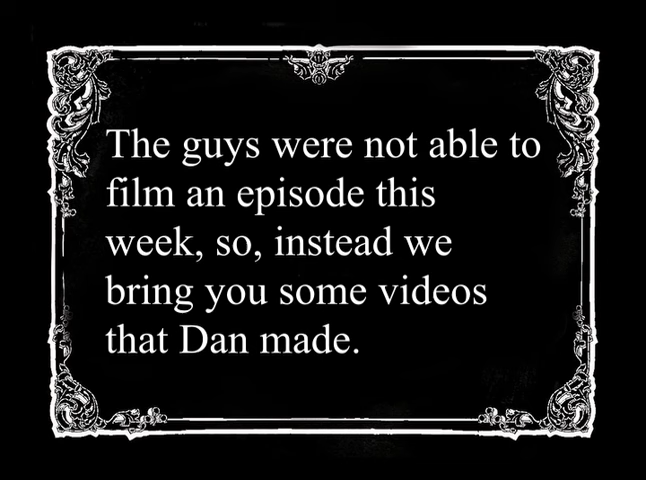 The guys were not able to
film an episode this
week, so, instead we
bring you some videos
that Dan made.